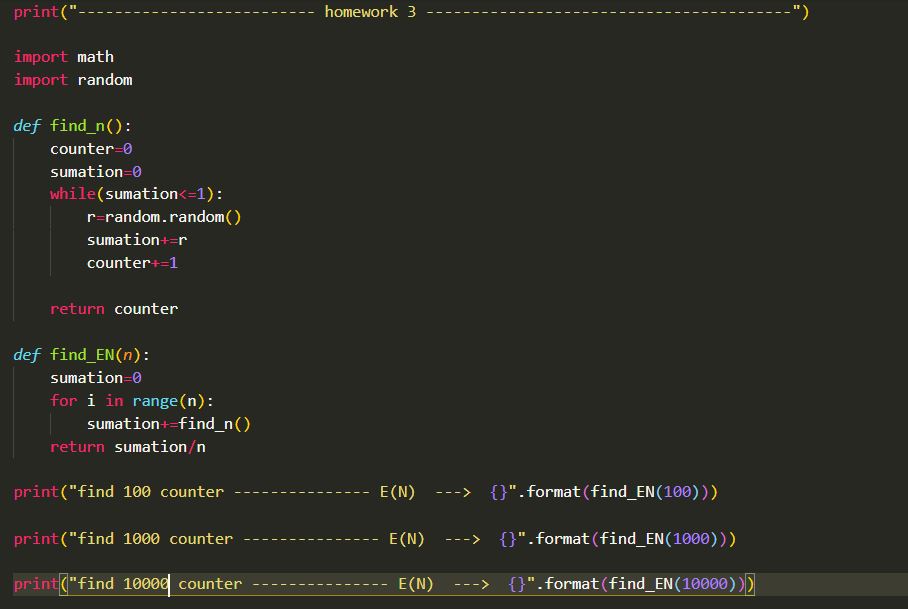 print("-------------------------- homework 3 ----------------------------------------")
import math
import random
def find_n():
counter=0
sumation=0
while(sumation<=1):
r=random.random()
sumation+=r
counter+=1
return counter
def find_EN(n):
sumation=0
for i in range(n):
sumation+=find_n()
return sumation/n
print("find 100 counter --------------- E(N)  --->  {}".format(find_EN(100)))
print("find 1000 counter --------------- E(N)  --->  {}".format(find_EN(1000)))
print("find 10000 counter --------------- E(N)  --->  {}".format(find_EN(10000)))